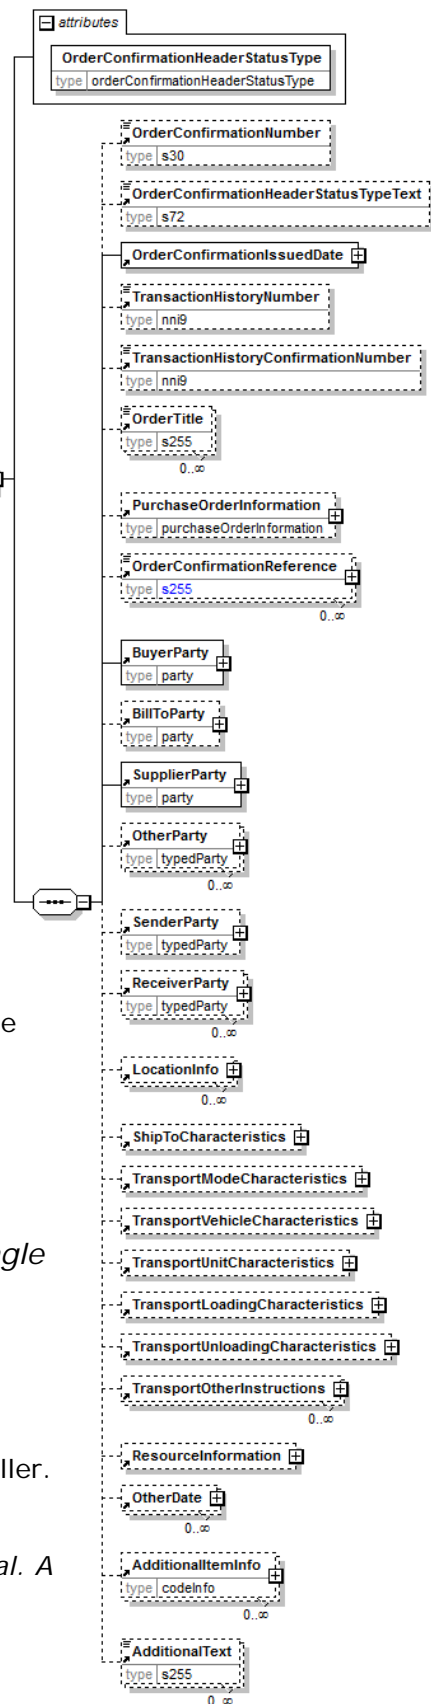 attributes
OrderConfirmationHeaderStatusType
type orderConfirmationHeaderStatusType
OrderConfirmationNumber
type s30
OrderConfirmationHeaderStatusTypeText
type s72
OrderConfirmationIssuedDate
TransactionHistoryNumber
type nni9
TransactionHistoryConfirmationNumber
type nni9
OrderTitle
type s255
0..∞
PurchaseOrderInformation
type purchaseOrderInformation
OrderConfirmationReference
type s255
0..∞
BuyerParty
type party
BillToParty
type party
SupplierParty
type party
OtherParty
type typedParty
0..∞
SenderParty
type typedParty
ReceiverParty
type typedParty
e
0..∞
LocationInfo
0..∞
ShipToCharacteristics
TransportModeCharacteristics
TransportVehicleCharacteristics
gle
TransportUnitCharacteristics
TransportLoadingCharacteristics
TransportUnloadingCharacteristics
TransportOtherInstructions
0..∞
ResourceInformation
ller.
OtherDate
0..∞
al. A
AdditionalItemInfo
type codeInfo
0..∞
AdditionalText
type s255
0..∞